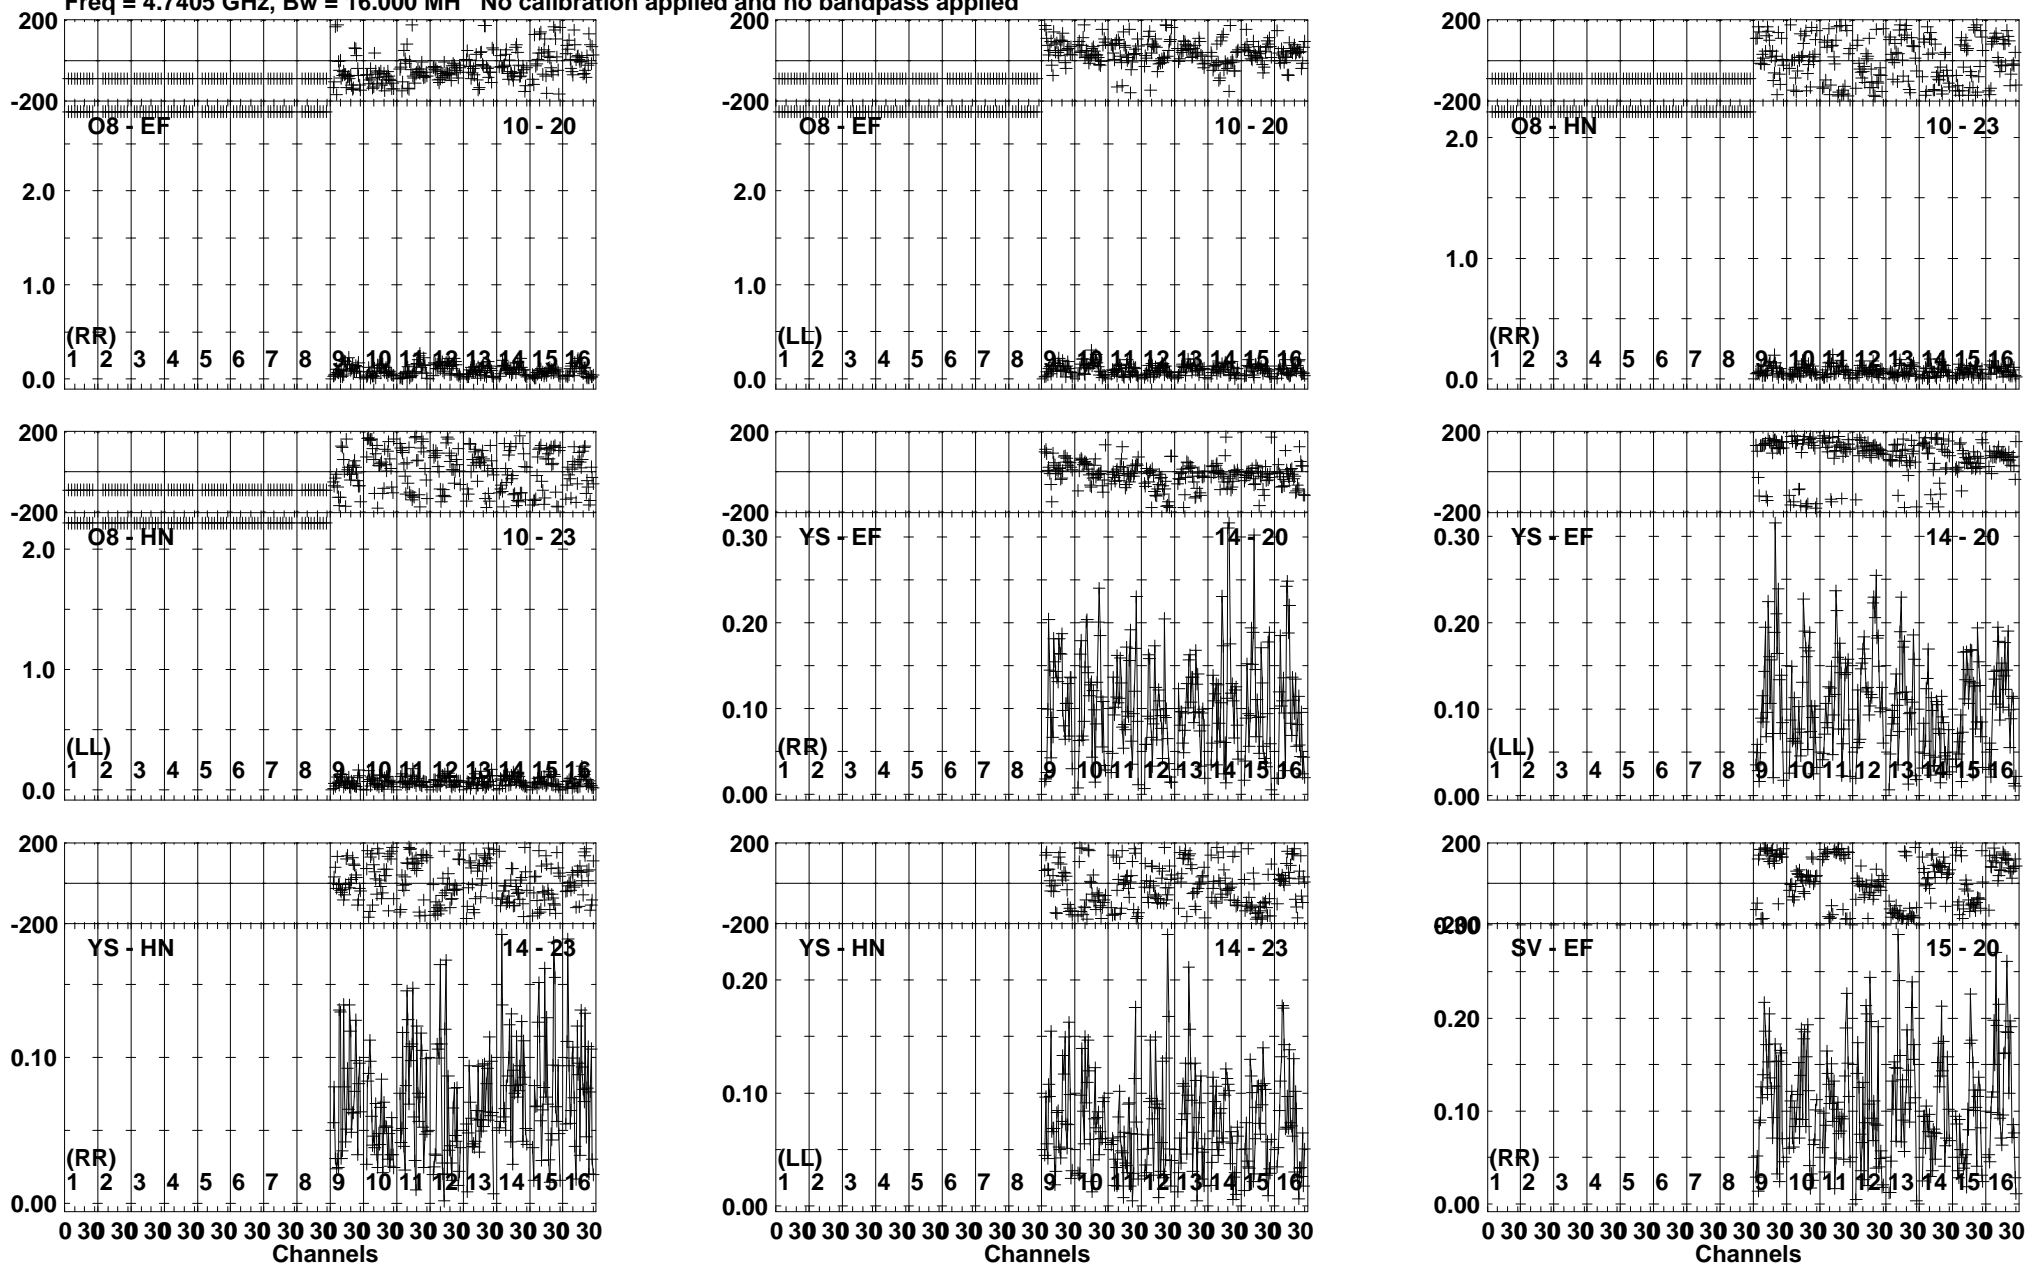 Freq = 4.7405 GHz, Bw = 16.000 MH No calibration applied and no bandpass applied
200 200 200
-200 -200 -200
O8 - EF 10 - 20 O8 - EF 10 - 20 O8 - HN 10 - 23
2.0 2.0 2.0
1.0 1.0 1.0
(RR) (LL) (RR)
1 2 3 4 5 6 7 8 9 10 11 12 13 14 15 16 1 2 3 4 5 6 7 8 9 10 11 12 13 14 15 16 1 2 3 4 5 6 7 8 9 10 11 12 13 14 15 16
0.0 0.0 0.0
200 200 200
-200 -200 -200
O8 - HN 10 - 23 YS - EF 14 - 20 YS - EF 14 - 20
2.0 0.30 0.30
0.20 0.20
1.0 0.10 0.10
(LL) (RR) (LL)
1 2 3 4 5 6 7 8 9 10 11 12 13 14 15 16 1 2 3 4 5 6 7 8 9 10 11 12 13 14 15 16 1 2 3 4 5 6 7 8 9 10 11 12 13 14 15 16
0.0 0.00 0.00
200 200 200
-200 -200 -200 0.30
YS - HN 14 - 23 YS - HN 14 - 23 SV - EF 15 - 20
0.20 0.20
0.10 0.10 0.10
(RR) (LL) (RR)
1 2 3 4 5 6 7 8 9 10 11 12 13 14 15 16 1 2 3 4 5 6 7 8 9 10 11 12 13 14 15 16 1 2 3 4 5 6 7 8 9 10 11 12 13 14 15 16
0.00 0.00 0.00
0 30 0 30 0 30 0 30 0 30 0 30 0 30 0 30 0 30 0 30 0 30 0 30 0 30 0 30 0 30 0 30 0 30 0 30 0 30 0 30 0 30 0 30 0 30 0 30 0 30 0 30 0 30 0 30 0 30 0 30 0 30 0 30 0 30 0 30 0 30 0 30 0 30 0 30 0 30 0 30 0 30 0 30 0 30 0 30 0 30 0 30 0 30 0 30
Channels Channels Channels